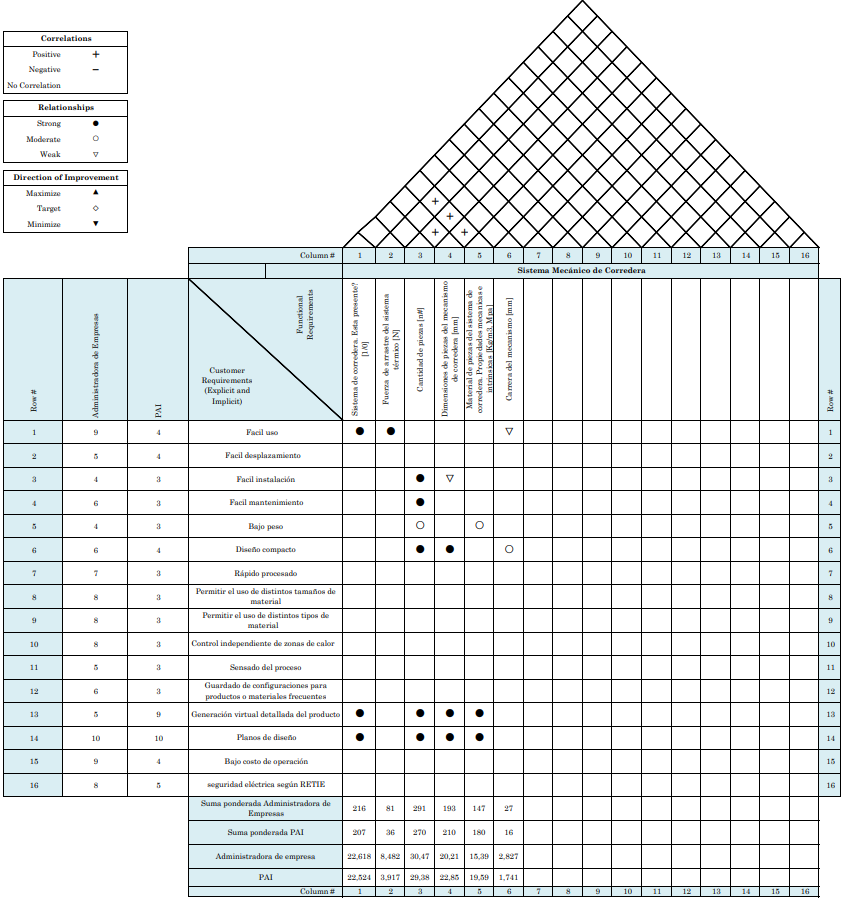 Correlations
Positive +
Negative −
No Correlation
Relationships
Strong ●
Moderate ○
Weak ▽
Direction of Improvement
Maximize ▲
Target ◇
Minimize ▼
+
+
+ +
Column # 1 2 3 4 5 6 7 8 9 10 11 12 13 14 15 16
Sistema Mecánico de Corredera
Row #
Administradora de Empresas
PAI
Customer
Requirements
(Explicit and
Implicit)
Functional
Requirements
Sistema de corredera. Esta presente?
[1/0]
Fuerza de arrastre del sistema
térmico [N]
Cantidad de piezas [n#]
Dimensiones de piezas del mecanismo
de corredera [mm]
Material de piezas del sistema de
corredera. Propiedades mecanicas e
intrínsicas [Kg/m3, Mpa]
Carrera del mecanismo [mm]
Row #
1 9 4 Facil uso ● ● ▽ 1
2 5 4 Facil desplazamiento 2
3 4 3 Facil instalación ● ▽ 3
4 6 3 Facil mantenimiento ● 4
5 4 3 Bajo peso ○ ○ 5
6 6 4 Diseño compacto ● ● ○ 6
7 7 3 Rápido procesado 7
8 8 3 Permitir el uso de distintos tamaños de
material 8
9 8 3 Permitir el uso de distintos tipos de
material 9
10 8 3 Control independiente de zonas de calor 10
11 5 3 Sensado del proceso 11
12 6 3 Guardado de configuraciones para
productos o materiales frecuentes 12
13 5 9 Generación virtual detallada del producto ● ● ● ● 13
14 10 10 Planos de diseño ● ● ● ● 14
15 9 4 Bajo costo de operación 15
16 8 5 seguridad eléctrica según RETIE 16
Suma ponderada Administradora de
Empresas 216 81 291 193 147 27
Suma ponderada PAI 207 36 270 210 180 16
Administradora de empresa 22,618 8,482 30,47 20,21 15,39 2,827
PAI 22,524 3,917 29,38 22,85 19,59 1,741
Column # 1 2 3 4 5 6 7 8 9 10 11 12 13 14 15 16